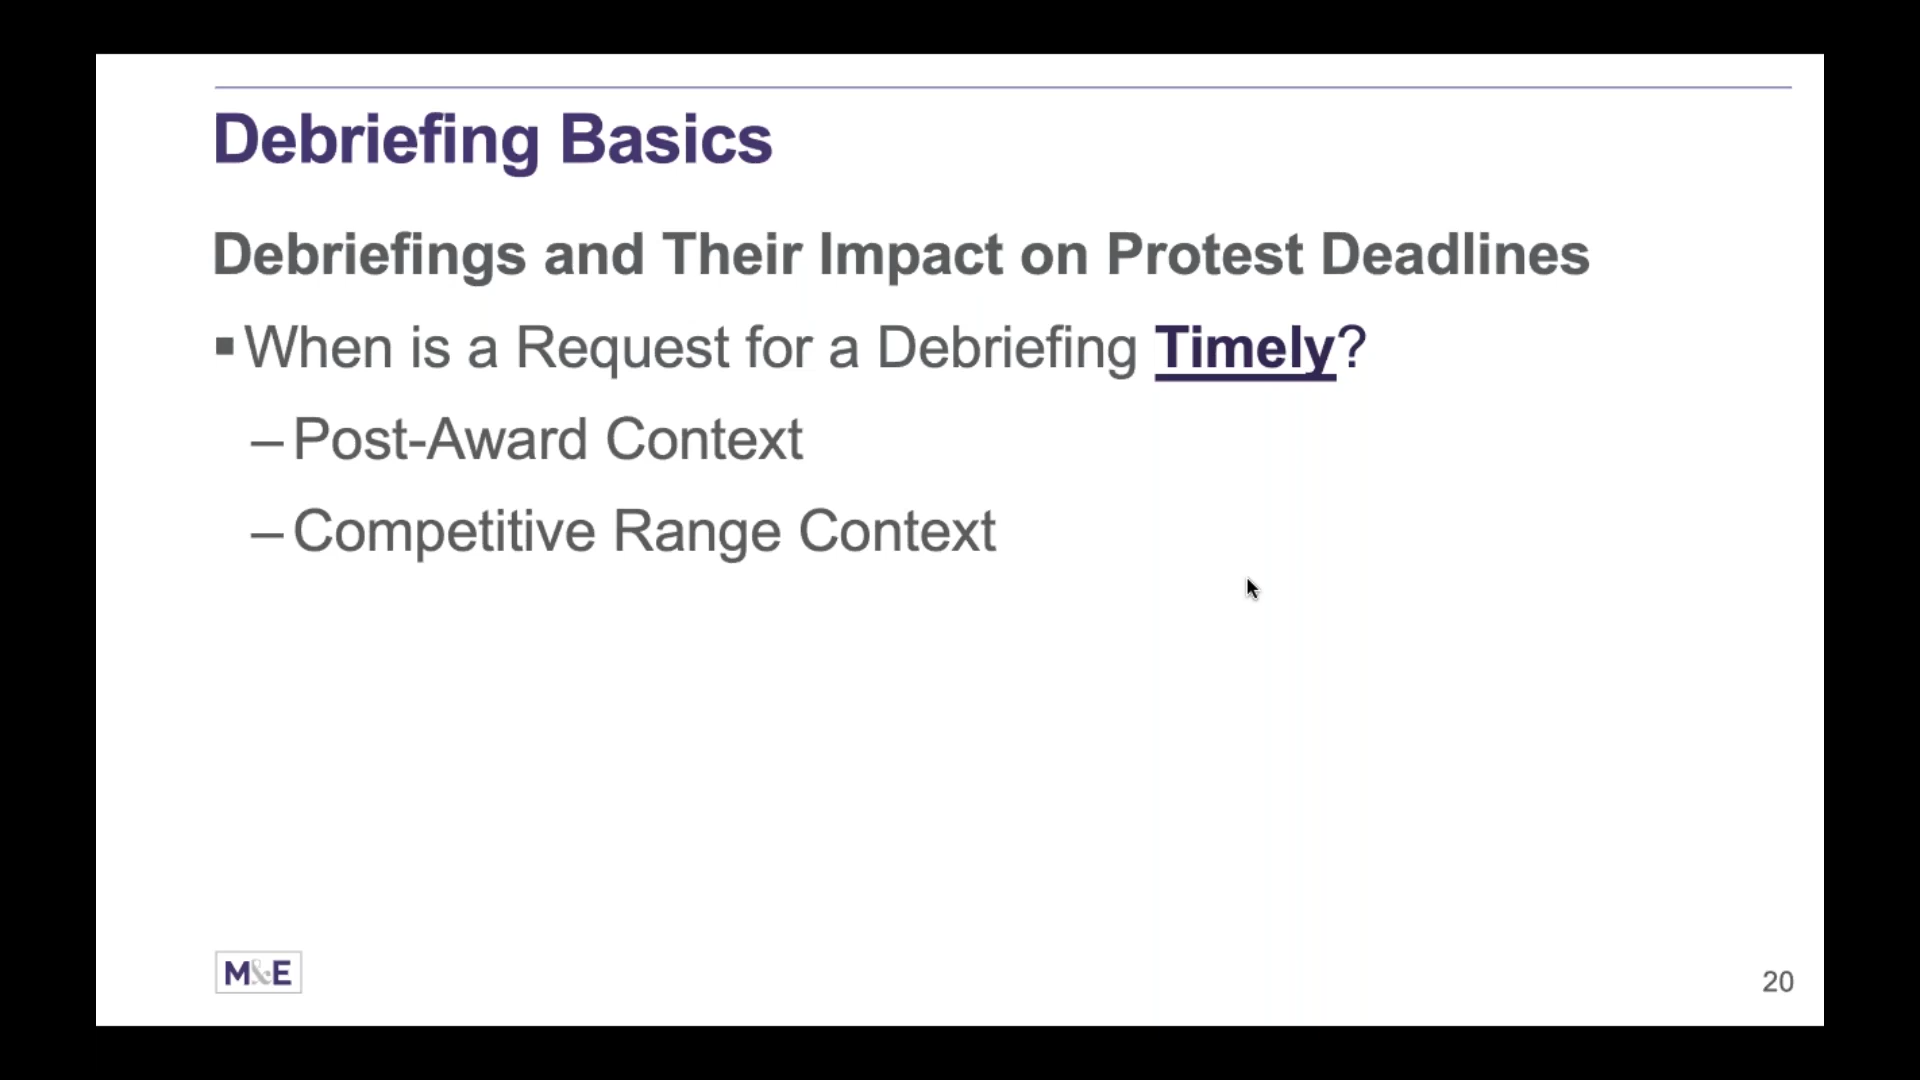 Debriefing Basics
Debriefings and Their Impact on Protest Deadlines
▪ When is a Request for a Debriefing Timely?
– Post-Award Context
– Competitive Range Context
M&E
20